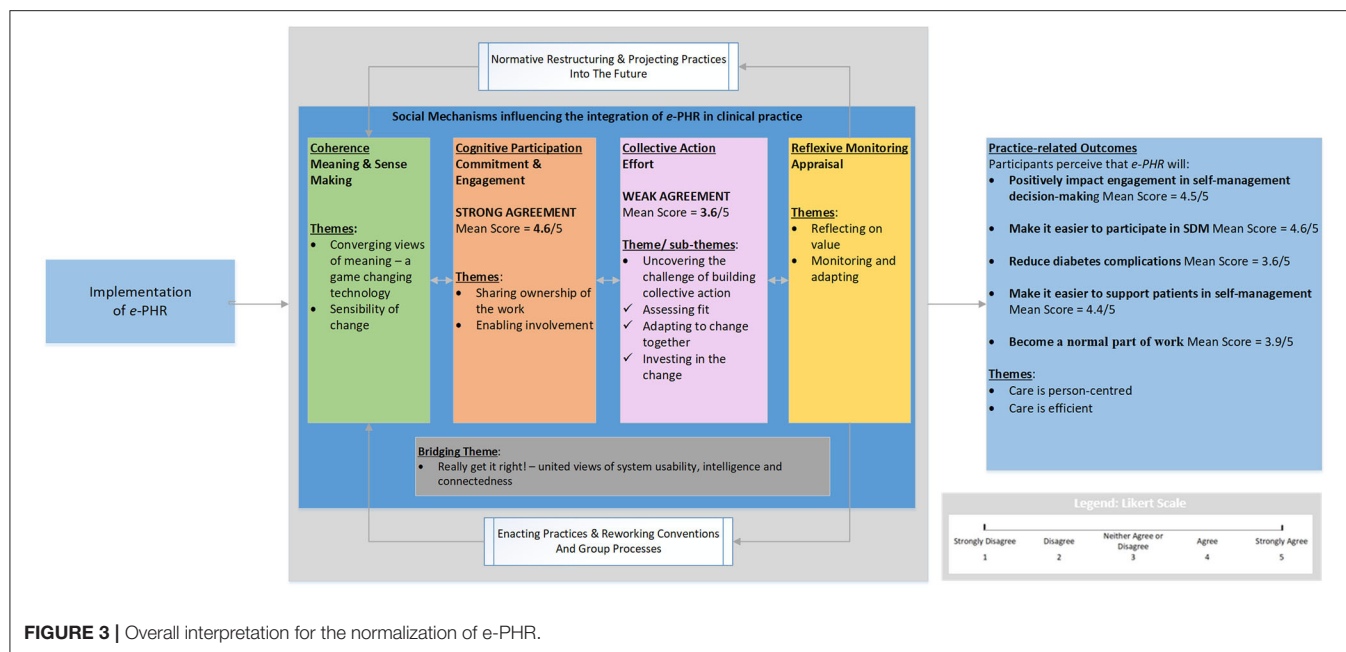 Normative Restructuring & Projecting Practices
Into The Future
Social Mechanisms influencing the integration of e-PHR in clinical practice
Implementation
of e-PHR
Coherence
Meaning & Sense
Making
Themes:
• Converging views
of meaning – a
game changing
technology
• Sensibility of
change
Cognitive Participation
Commitment &
Engagement
STRONG AGREEMENT
Mean Score = 4.6/5
Themes:
• Sharing ownership of
the work
• Enabling involvement
Collective Action
Effort
WEAK AGREEMENT
Mean Score = 3.6/5
Theme/ sub-themes:
• Uncovering the
challenge of building
collective action
✓ Assessing fit
✓ Adapting to change
together
✓ Investing in the
change
Reflexive Monitoring
Appraisal
Themes:
• Reflecting on
value
• Monitoring and
adapting
Bridging Theme:
• Really get it right! – united views of system usability, intelligence and
connectedness
Enacting Practices & Reworking Conventions
And Group Processes
Practice-related Outcomes
Participants perceive that e-PHR will:
• Positively impact engagement in self-management
decision-making Mean Score = 4.5/5
• Make it easier to participate in SDM Mean Score = 4.6/5
• Reduce diabetes complications Mean Score = 3.6/5
• Make it easier to support patients in self-management
Mean Score = 4.4/5
• Become a normal part of work Mean Score = 3.9/5
Themes:
• Care is person-centred
• Care is efficient
Legend: Likert Scale
Strongly Disagree
1
Disagree
2
Neither Agree or
Disagree
3
Agree
4
Strongly Agree
5
FIGURE 3 | Overall interpretation for the normalization of e-PHR.